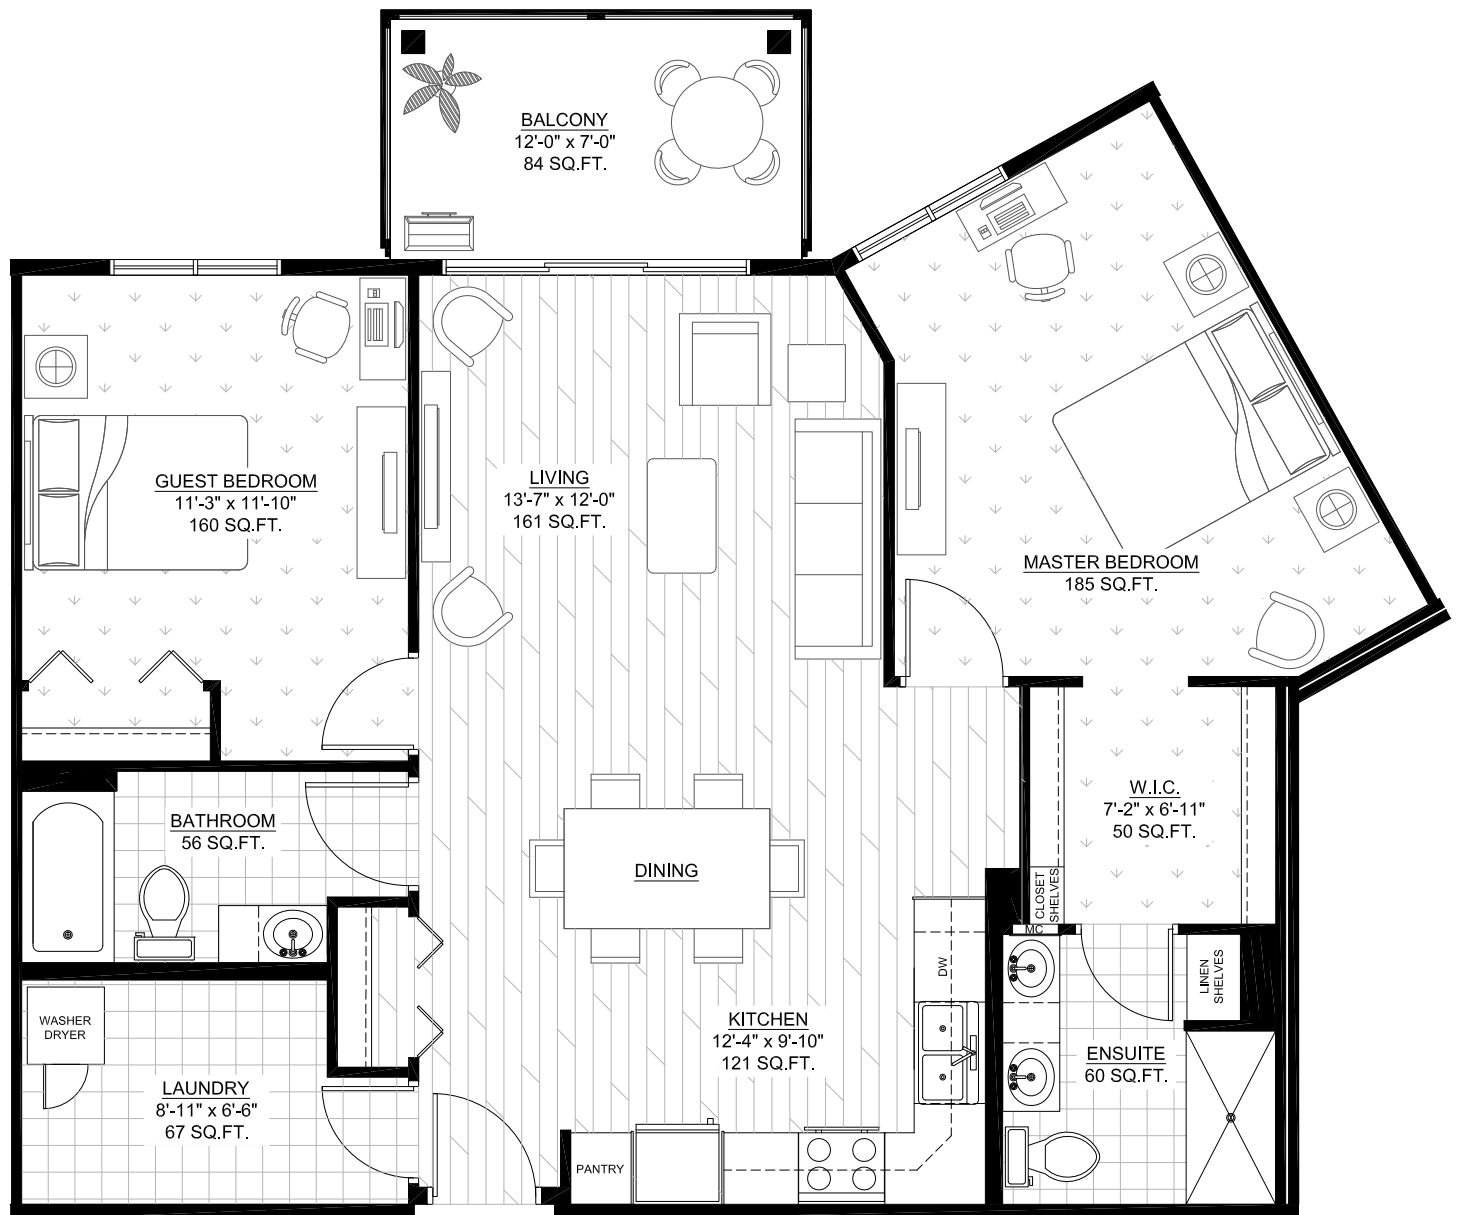 BALCONY
12'-0" x 7'-0"
84 SQ.FT.
GUEST BEDROOM
11'-3" x 11'-10"
160 SQ.FT.
LIVING
13'-7" x 12'-0"
161 SQ.FT.
MASTER BEDROOM
185 SQ.FT.
BATHROOM
56 SQ.FT.
DINING
W.I.C.
7'-2" x 6'-11"
50 SQ.FT.
CLOSET
SHELVES
MC
LINEN
SHELVES
DW
WASHER
DRYER
KITCHEN
12'-4" x 9'-10"
121 SQ.FT.
ENSUITE
60 SQ.FT.
LAUNDRY
8'-11" x 6'-6"
67 SQ.FT.
PANTRY